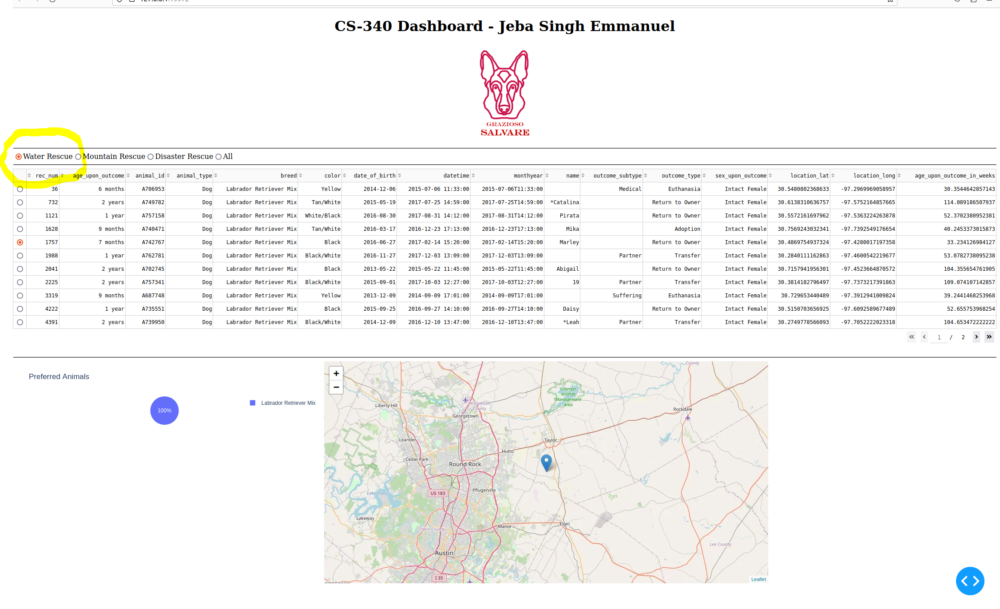 CS-340 Dashboard - Jeba Singh Emmanuel
GRAZIOSO
SALVARE
Water Rescue Mountain Rescue Disaster Rescue All
rec_num age_upon_outcome animal_id animal_type breed color date_of_birth datetime monthyear name outcome_subtype outcome_type sex_upon_outcome location_lat location_long age_upon_outcome_in_weeks
36 6 months A706953 Dog Labrador Retriever Mix Yellow 2014-12-06 2015-07-06 11:33:00 2015-07-06T11:33:00 Medical Euthanasia Intact Female 30.5480802368633 -97.2969969058957 30.3544642857143
732 2 years A749782 Dog Labrador Retriever Mix Tan/White 2015-05-19 2017-07-25 14:59:00 2017-07-25T14:59:00 *Catalina Return to Owner Intact Female 30.6138310636757 -97.5752164857665 114.089186507937
1121 1 year A757158 Dog Labrador Retriever Mix White/Black 2016-08-30 2017-08-31 14:12:00 2017-08-31T14:12:00 Pirata Return to Owner Intact Female 30.5572161697962 -97.5363224263878 52.3702380952381
1628 9 months A740471 Dog Labrador Retriever Mix Tan/White 2016-03-17 2016-12-23 17:13:00 2016-12-23T17:13:00 Mika Adoption Intact Female 30.7569243032341 -97.7392549176654 40.2453373015873
1757 7 months A742767 Dog Labrador Retriever Mix Black 2016-06-27 2017-02-14 15:20:00 2017-02-14T15:20:00 Marley Return to Owner Intact Female 30.4869754937324 -97.4280017197358 33.234126984127
1988 1 year A762781 Dog Labrador Retriever Mix Black/White 2016-11-27 2017-12-03 13:09:00 2017-12-03T13:09:00 Partner Transfer Intact Female 30.2840111162863 -97.4600542219677 53.0782738095238
2041 2 years A702745 Dog Labrador Retriever Mix Black 2013-05-22 2015-05-22 11:45:00 2015-05-22T11:45:00 Abigail Return to Owner Intact Female 30.7157941956301 -97.4523664870572 104.355654761905
2225 2 years A757341 Dog Labrador Retriever Mix Black/White 2015-09-01 2017-10-03 12:27:00 2017-10-03T12:27:00 19 Partner Transfer Intact Female 30.3814182796497 -97.7373217391863 109.074107142857
3319 9 months A687748 Dog Labrador Retriever Mix Yellow 2013-12-09 2014-09-09 17:01:00 2014-09-09T17:01:00 Suffering Euthanasia Intact Female 30.729653440489 -97.3912941009824 39.2441468253968
4222 1 year A735551 Dog Labrador Retriever Mix Black 2015-09-25 2016-09-27 14:10:00 2016-09-27T14:10:00 Daisy Return to Owner Intact Female 30.5150703656925 -97.6092589677489 52.655753968254
4391 2 years A739950 Dog Labrador Retriever Mix Black/White 2014-12-09 2016-12-10 13:47:00 2016-12-10T13:47:00 *Leah Partner Transfer Intact Female 30.2749778566093 -97.7052222023318 104.653472222222
1 / 2
Preferred Animals
100%
Labrador Retriever Mix
+
−
County
Granger
Wildlife
Management
Area
Liberty Hill
Williamson
County
Rockdale
Georgetown
Leander
Taylor
Hutto
Cedar Park
Round Rock
Pflugerville
US 183
Lake Travis
Lakeway
Travis County
Manor
Elgin
Lee County
Austin
I 35
Leaflet